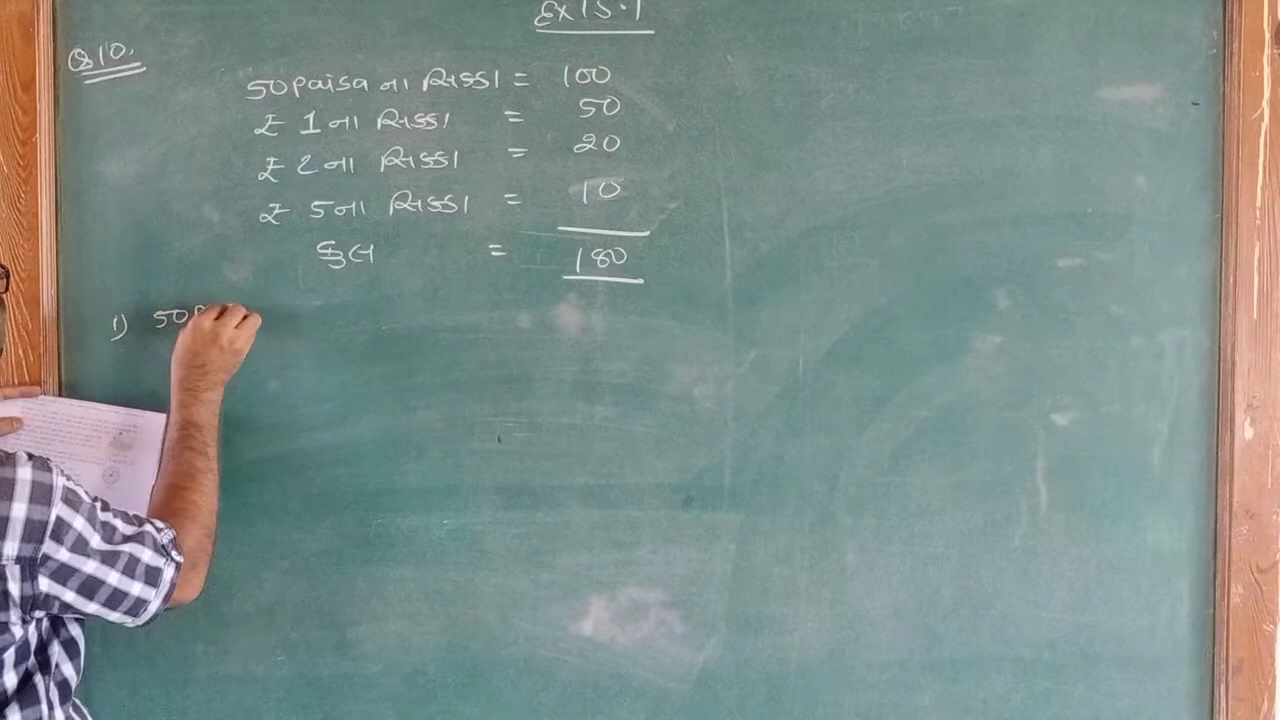 Ex 15.1
Q10.
50 paisa ના સિક્કા = 100
₹ 1 ના સિક્કા = 50
₹ 2 ના સિક્કા = 20
₹ 5 ના સિક્કા = 10
કુલ = 180
1) 50 P